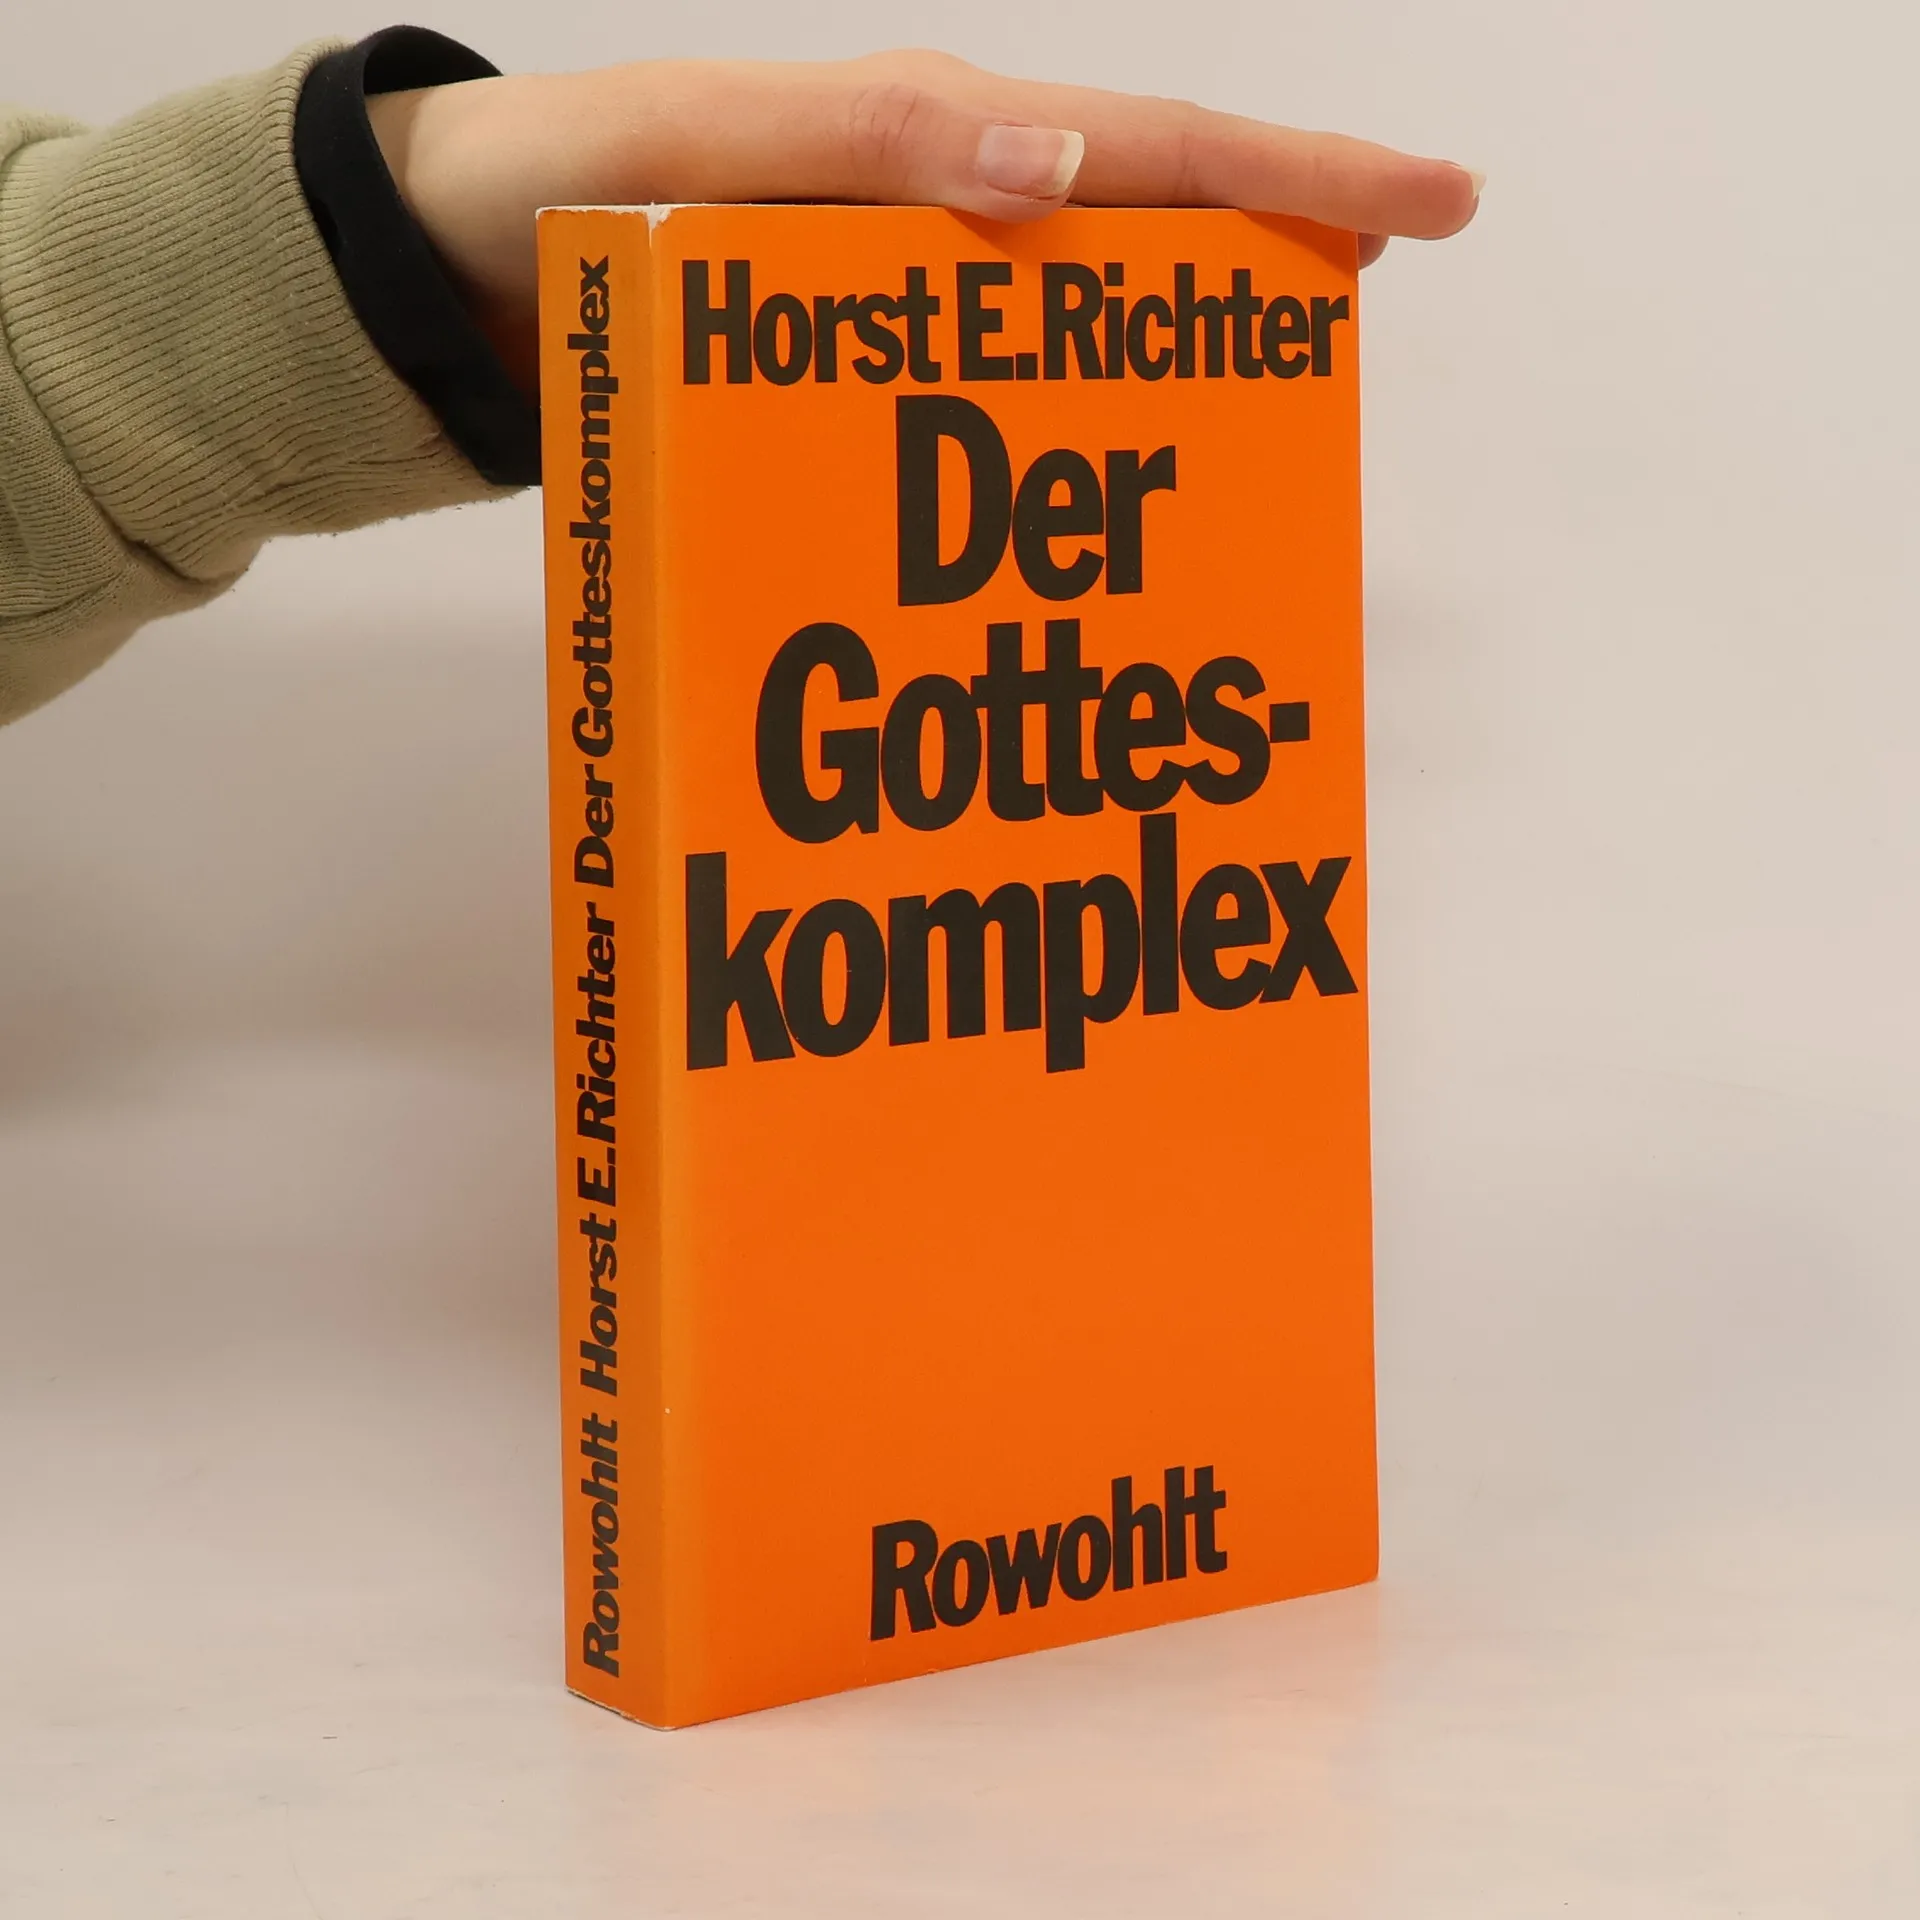 Horst E. Richter
Der
Gottes-
komplex
Rowohlt
Rowohlt Horst E. Richter Der Gotteskomplex